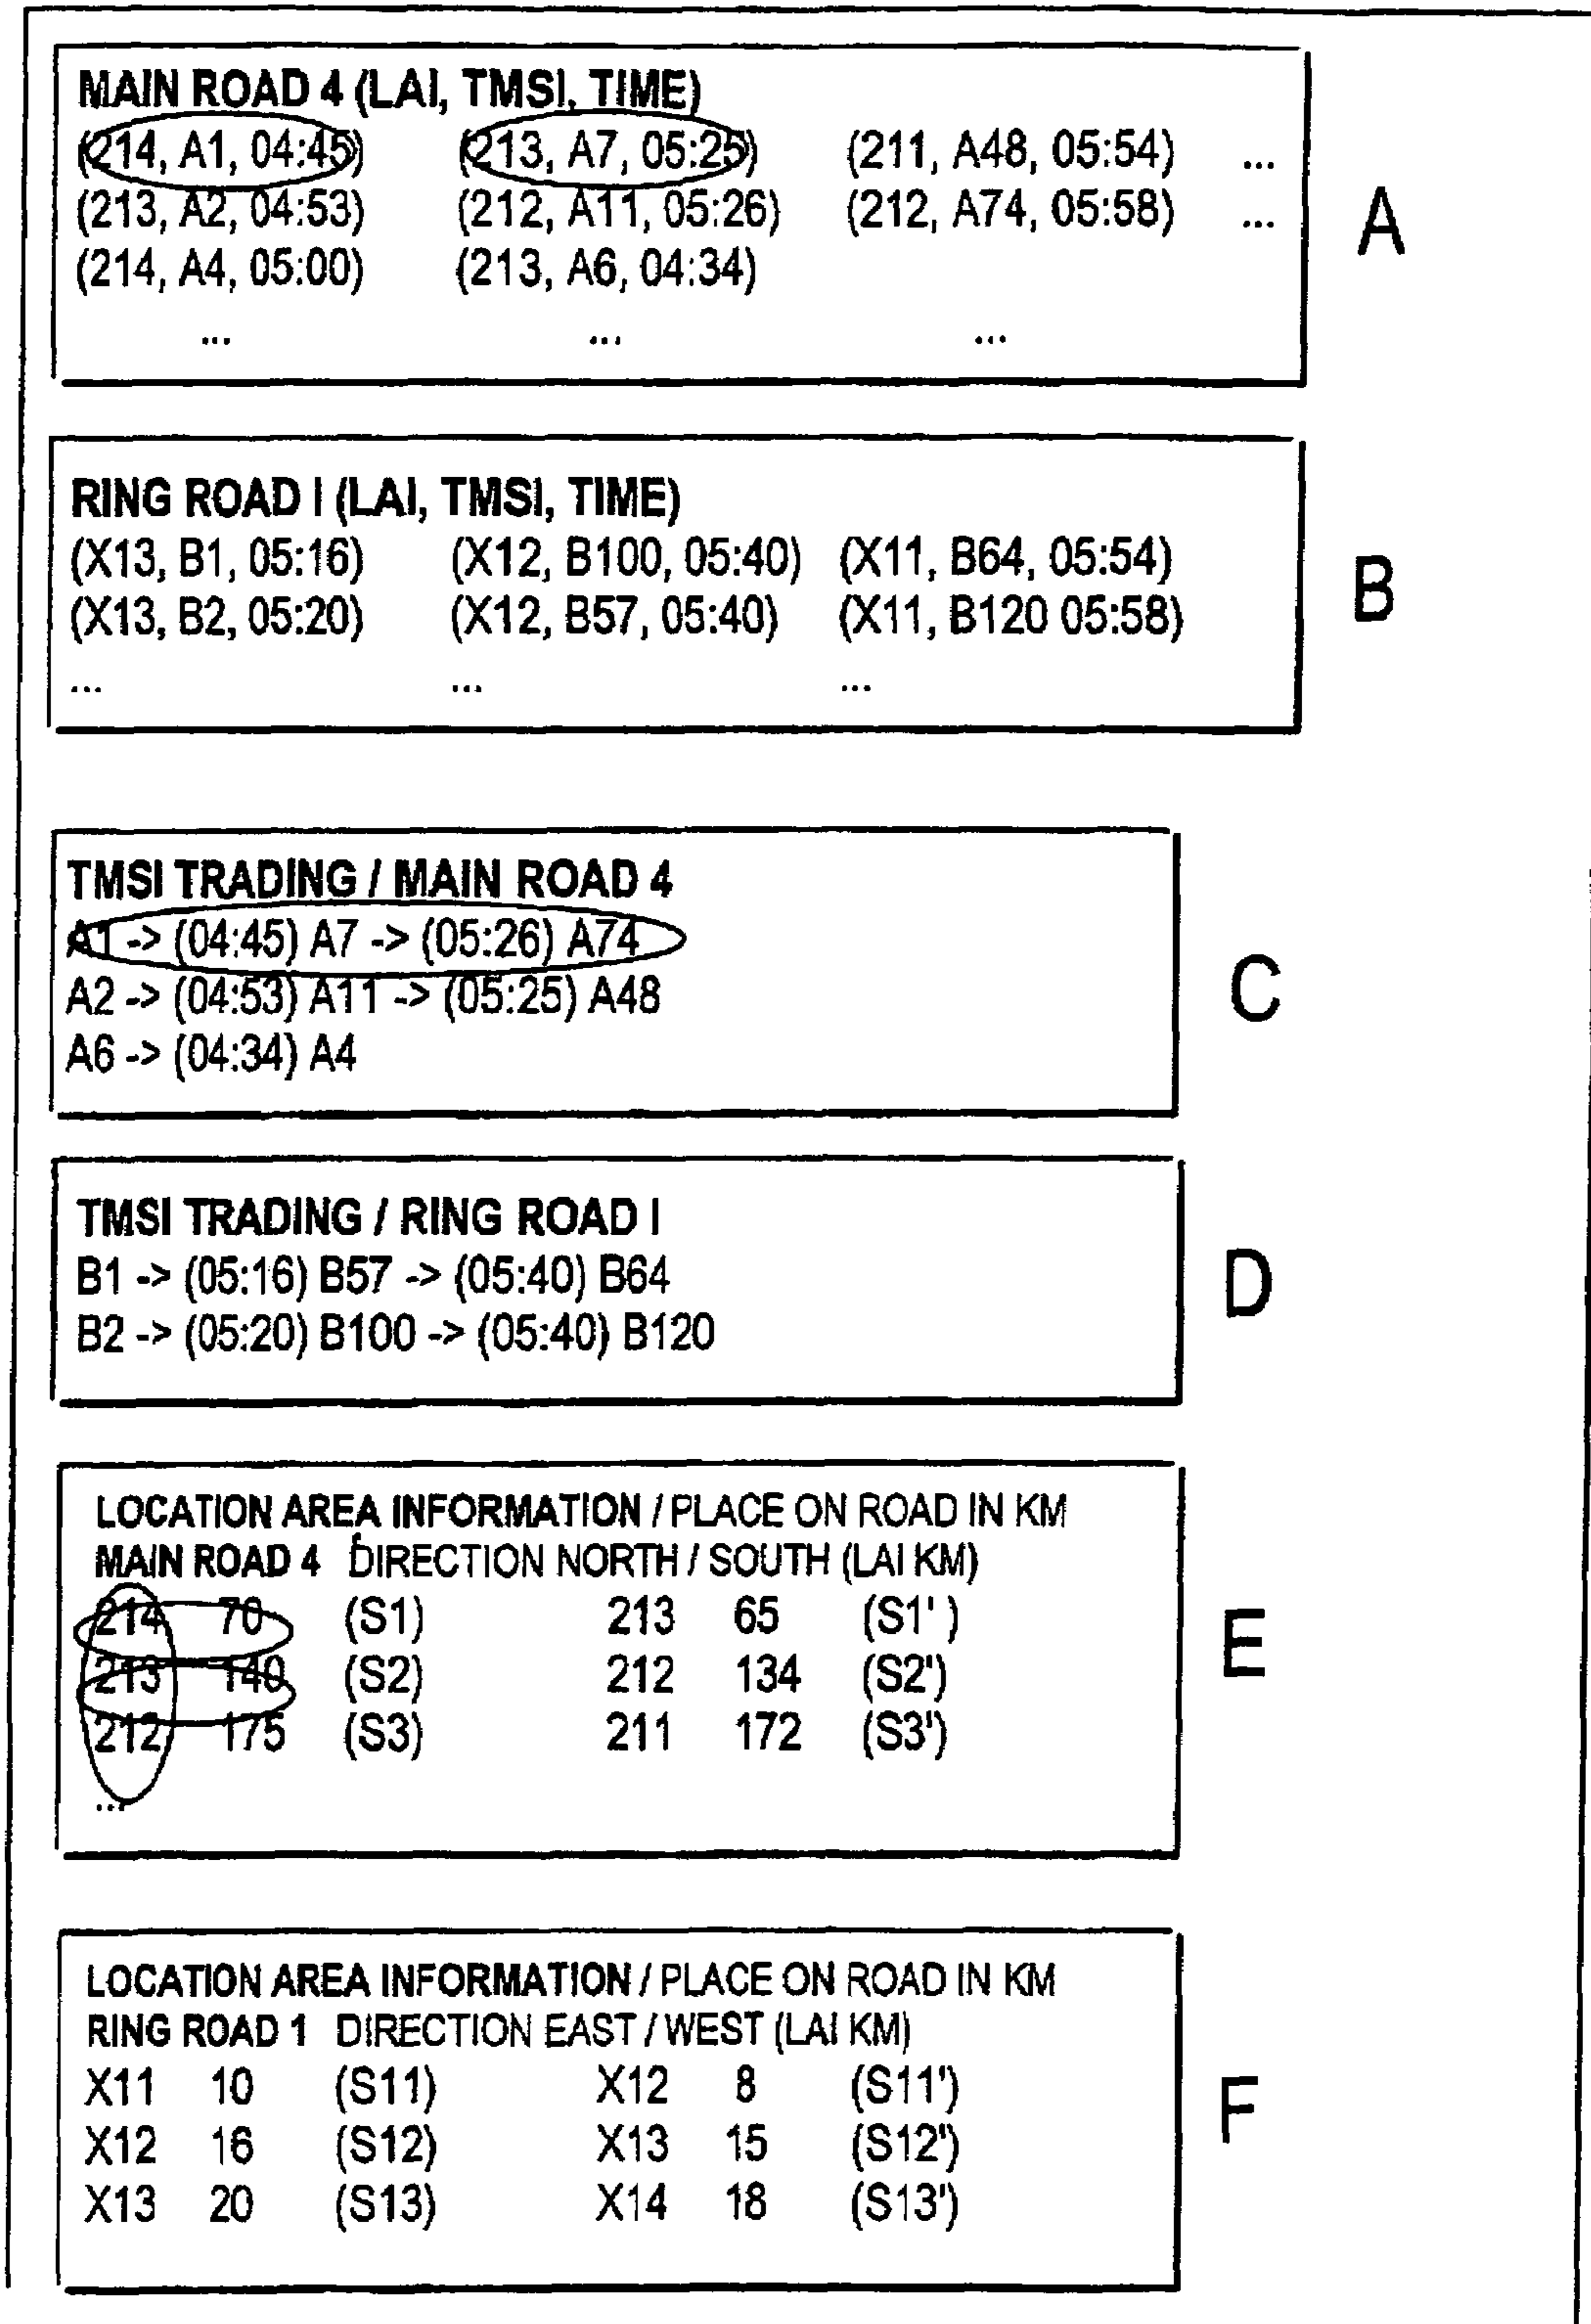 MAIN ROAD 4 (LAI, TMSI, TIME)
(214, A1, 04:45) (213, A7, 05:25) (211, A48, 05:54) ...
(213, A2, 04:53) (212, A11, 05:26) (212, A74, 05:58) ...
(214, A4, 05:00) (213, A6, 04:34)
... ... ...
A
RING ROAD I (LAI, TMSI, TIME)
(X13, B1, 05:16) (X12, B100, 05:40) (X11, B64, 05:54)
(X13, B2, 05:20) (X12, B57, 05:40) (X11, B120 05:58)
... ... ...
B
TMSI TRADING / MAIN ROAD 4
A1 -> (04:45) A7 -> (05:26) A74
A2 -> (04:53) A11 -> (05:25) A48
A6 -> (04:34) A4
C
TMSI TRADING / RING ROAD I
B1 -> (05:16) B57 -> (05:40) B64
B2 -> (05:20) B100 -> (05:40) B120
D
LOCATION AREA INFORMATION / PLACE ON ROAD IN KM
MAIN ROAD 4 DIRECTION NORTH / SOUTH (LAI KM)
214 70 (S1) 213 65 (S1' )
213 140 (S2) 212 134 (S2')
212 175 (S3) 211 172 (S3')
...
E
LOCATION AREA INFORMATION / PLACE ON ROAD IN KM
RING ROAD 1 DIRECTION EAST / WEST (LAI KM)
X11 10 (S11) X12 8 (S11')
X12 16 (S12) X13 15 (S12')
X13 20 (S13) X14 18 (S13')
F